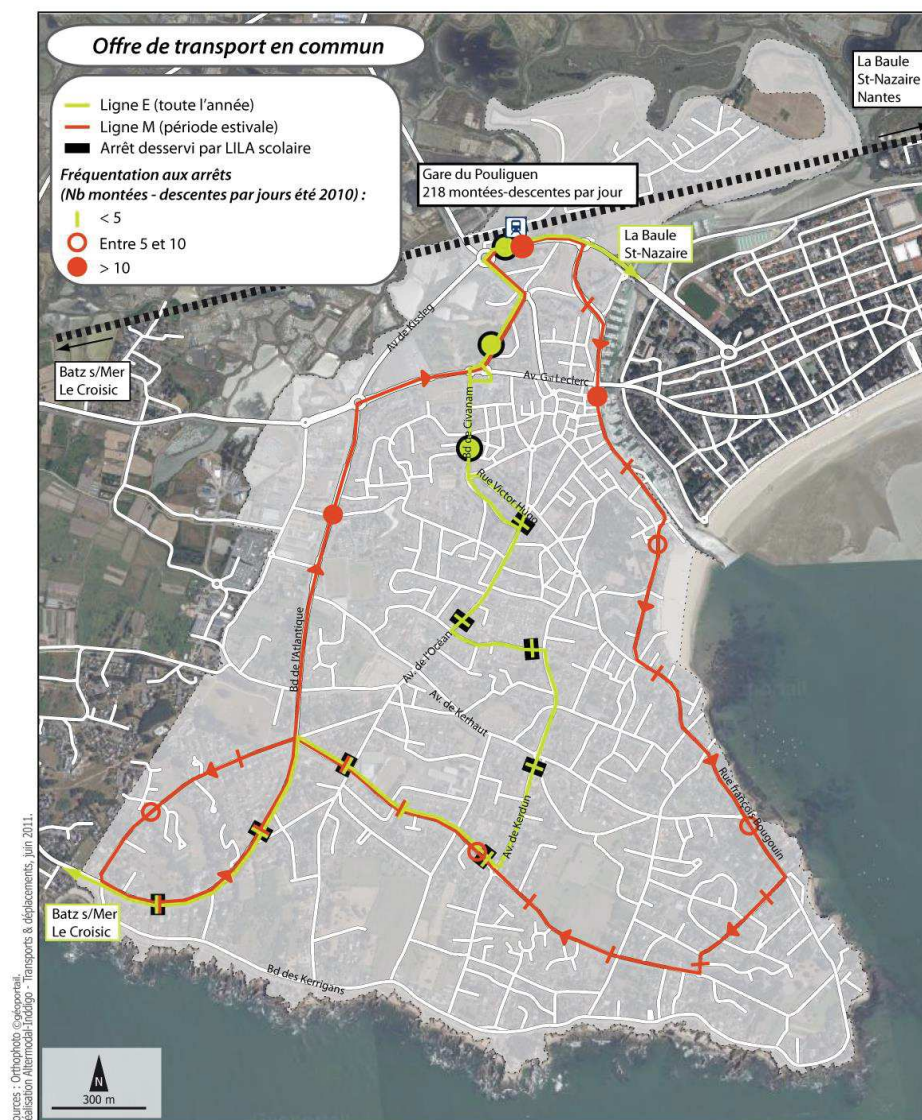 Offre de transport en commun
Ligne E (toute l'année)
Ligne M (période estivale)
Arrêt desservi par LILA scolaire
Fréquentation aux arrêts
(Nb montées - descentes par jours été 2010) :
< 5
Entre 5 et 10
> 10
La Baule
St-Nazaire
Nantes
Gare du Pouliguen
218 montées-descentes par jour
La Baule
St-Nazaire
Batz s/Mer
Le Croisic
Av. de Kissleg
Av. Gal Leclerc
Bd de Civanam
Rue Victor Hugo
Bd de l'Atlantique
Av. de l'Océan
Av. de Kerhaut
Rue françois Bougouin
Av. de Kerdun
Batz s/Mer
Le Croisic
Bd des Kerrigans
N
300 m
Sources : Orthophoto ©géoportail.
Réalisation Altermodal-Inddigo - Transports & déplacements, juin 2011.